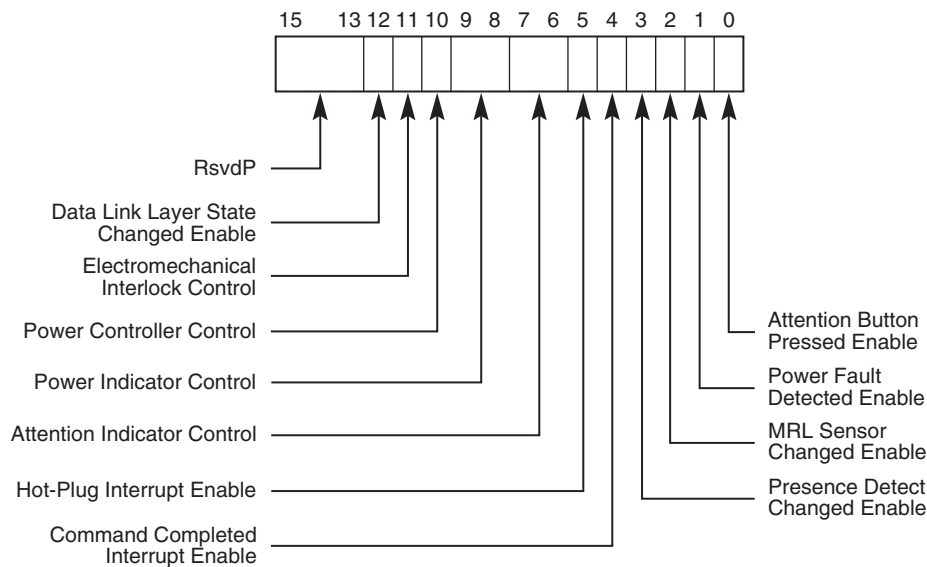 15 13 12 11 10 9 8 7 6 5 4 3 2 1 0
RsvdP
Data Link Layer State
Changed Enable
Electromechanical
Interlock Control
Power Controller Control
Power Indicator Control
Attention Indicator Control
Hot-Plug Interrupt Enable
Command Completed
Interrupt Enable
Attention Button
Pressed Enable
Power Fault
Detected Enable
MRL Sensor
Changed Enable
Presence Detect
Changed Enable